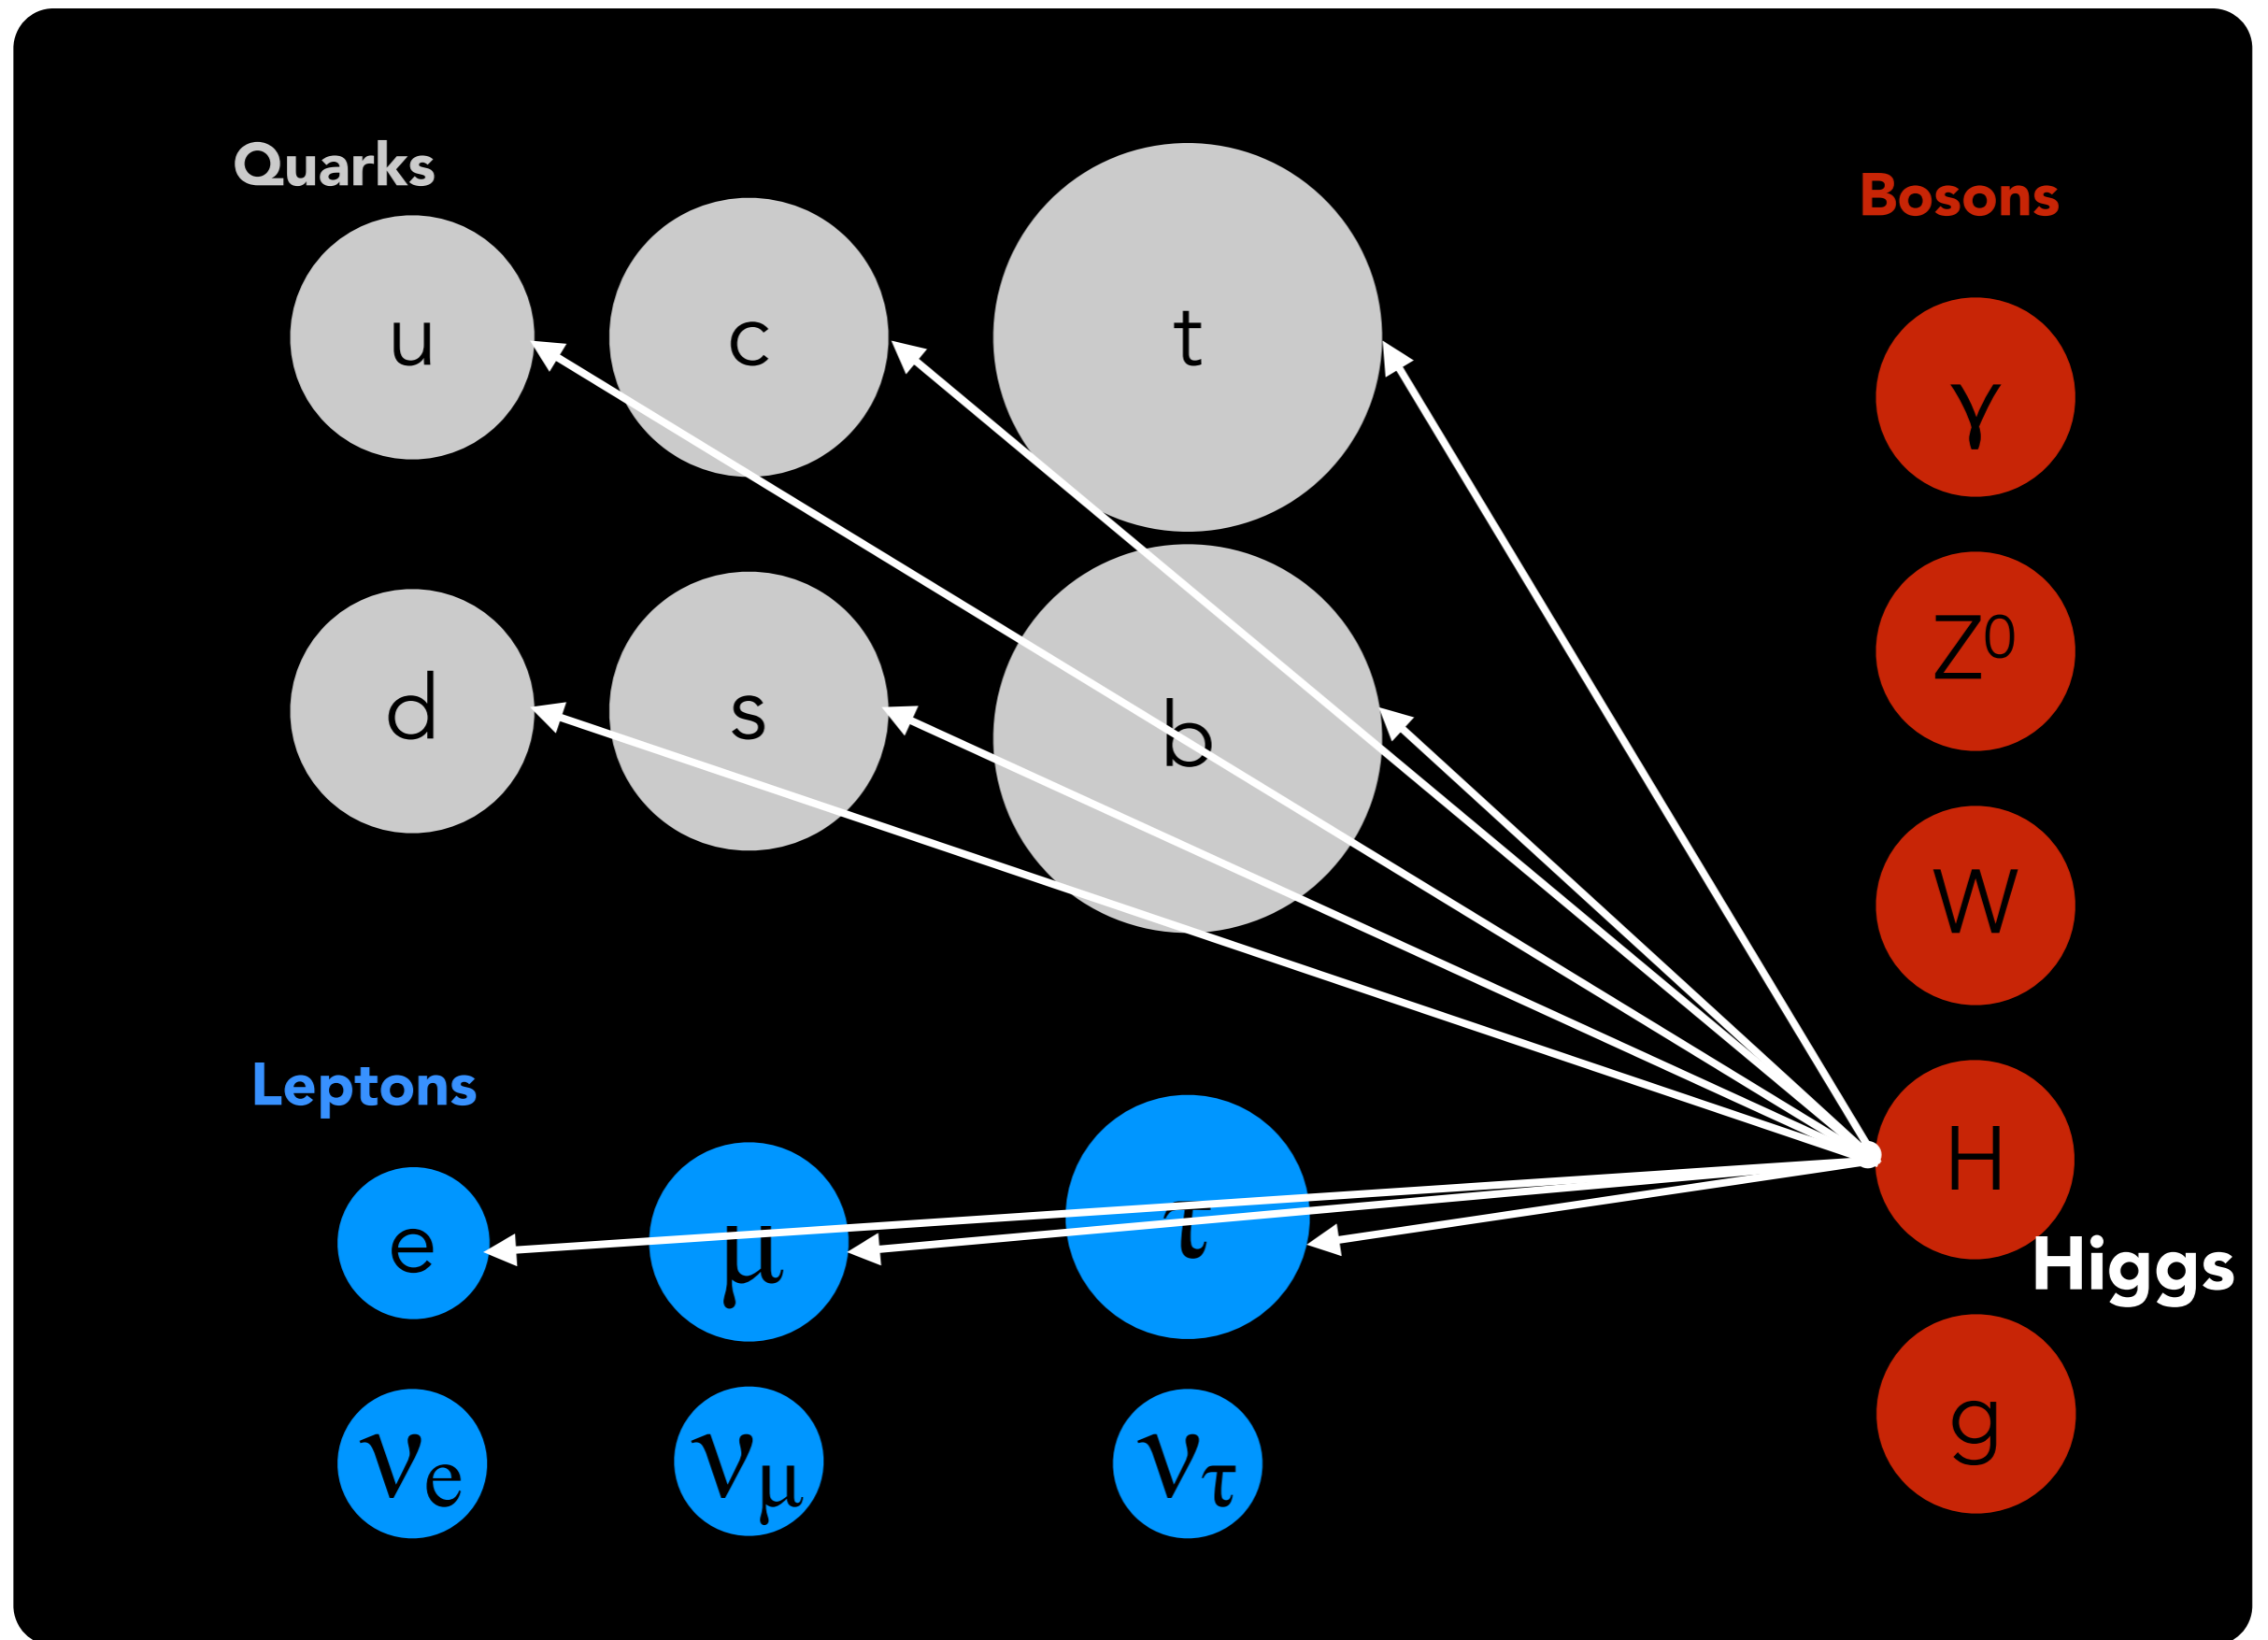 Quarks
Bosons
u c t
γ
Z⁰
d s b
W
Leptons
H
e μ τ
Higgs
νe νμ ντ
g